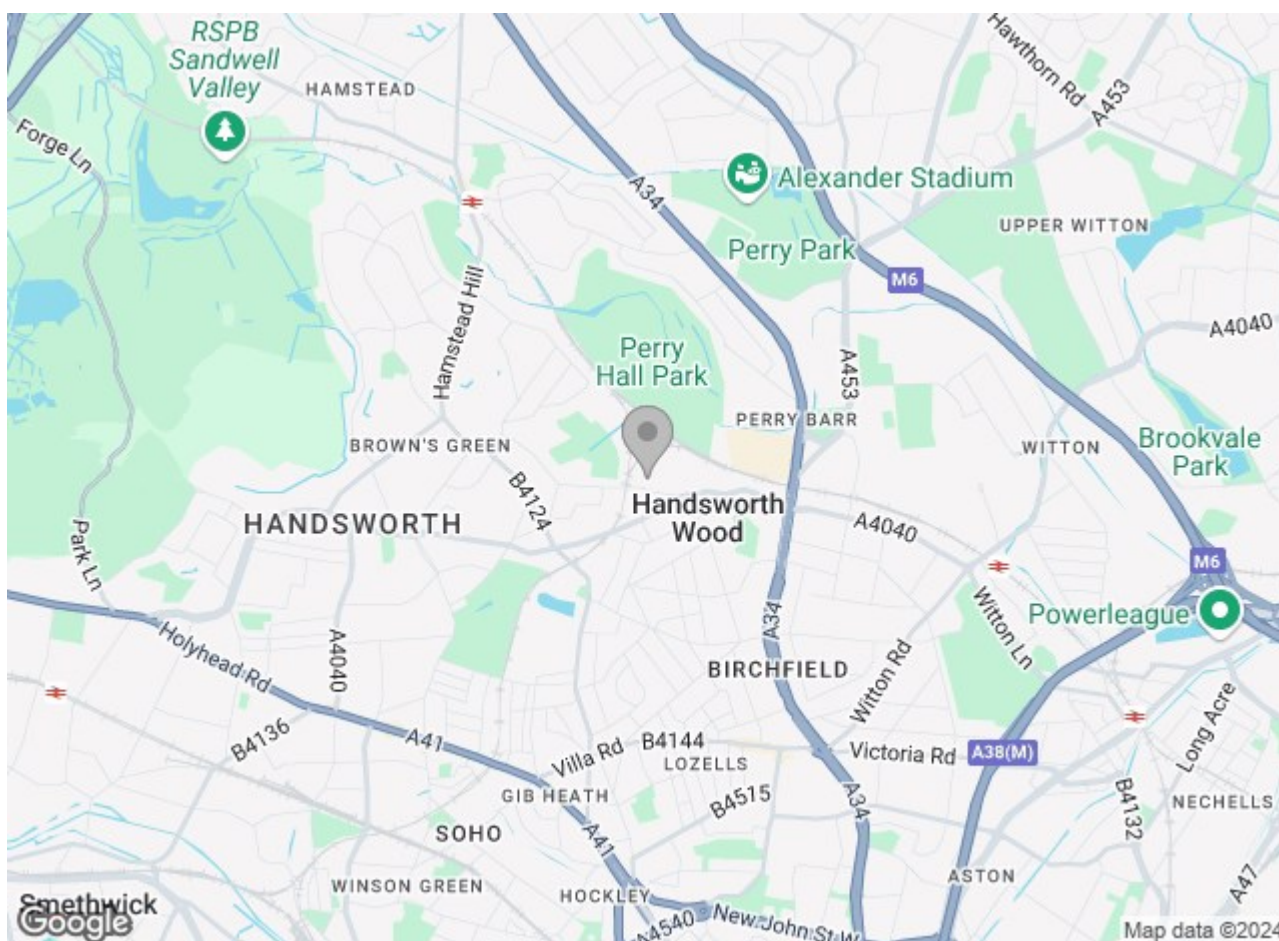 RSPB
Sandwell
Valley
HAMSTEAD
Hawthorn Rd
A453
Forge Ln
A34
Alexander Stadium
UPPER WITTON
Perry Park
M6
Hamstead Hill
A4040
Perry
Hall Park
A453
PERRY BARR
BROWN'S GREEN
WITTON
Brookvale
Park
B4124
Handsworth
Wood
HANDSWORTH
A4040
Park Ln
M6
Witton Ln
Powerleague
A34
Holyhead Rd
A4040
BIRCHFIELD
Witton Rd
Long Acre
B4136
A41
Villa Rd
B4144
LOZELLS
Victoria Rd
A38(M)
GIB HEATH
B4515
A34
B4132
NECHELLS
SOHO
A41
WINSON GREEN
HOCKLEY
ASTON
A47
Smethwick
Google
A4540
New John St W
Map data ©2024